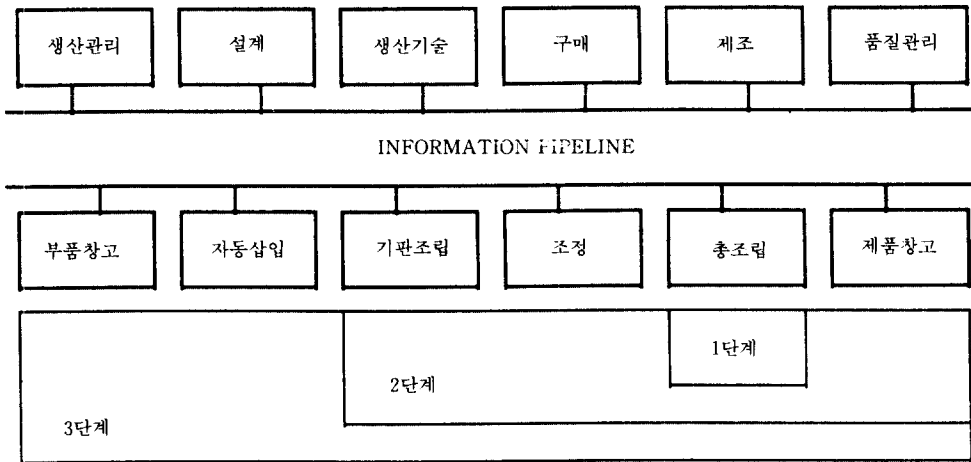 생산관리 설계 생산기술 구매 제조 품질관리
INFORMATION PIPELINE
부품창고 자동삽입 기판조립 조정 총조립 제품창고
1단계
2단계
3단계